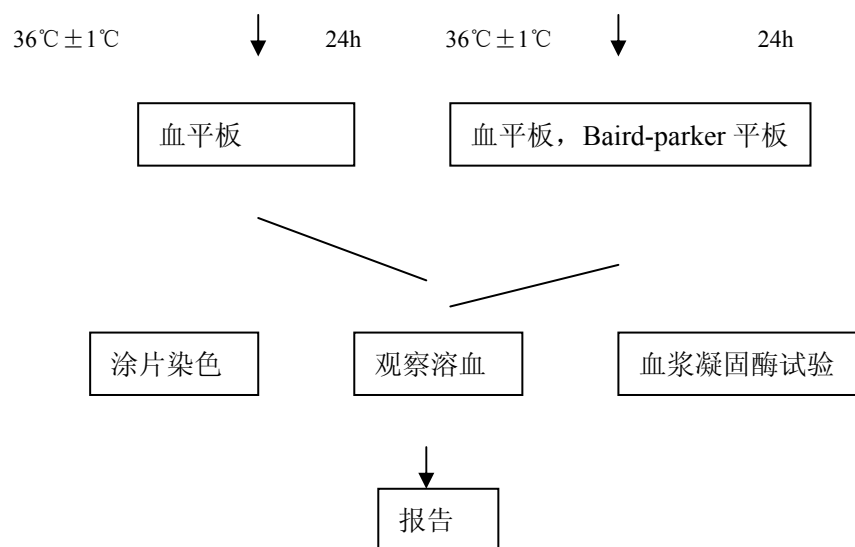 36℃±1℃ 24h 36℃±1℃ 24h
血平板 血平板，Baird-parker 平板
涂片染色 观察溶血 血浆凝固酶试验
报告